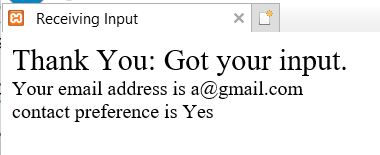 Receiving Input
Thank You: Got your input.
Your email address is a@gmail.com
contact preference is Yes